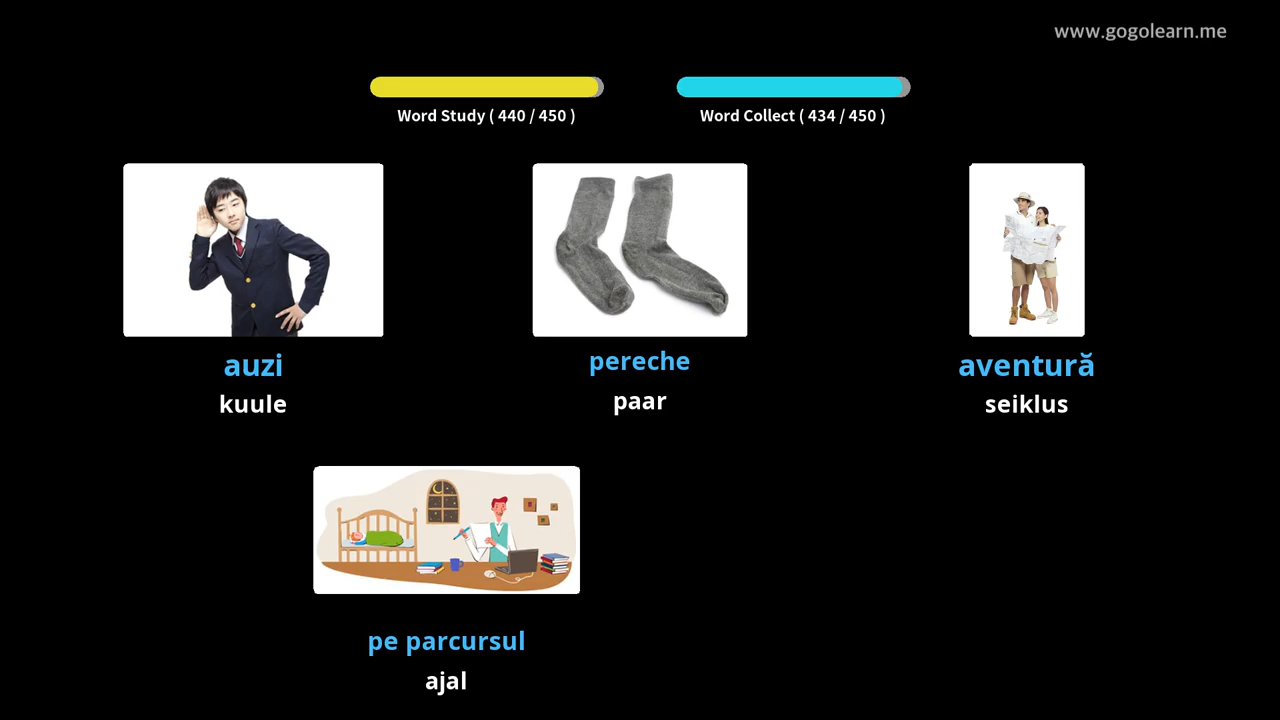 www.gogolearn.me
Word Study ( 440 / 450 )
Word Collect ( 434 / 450 )
auzi
kuule
pereche
paar
aventură
seiklus
pe parcursul
ajal